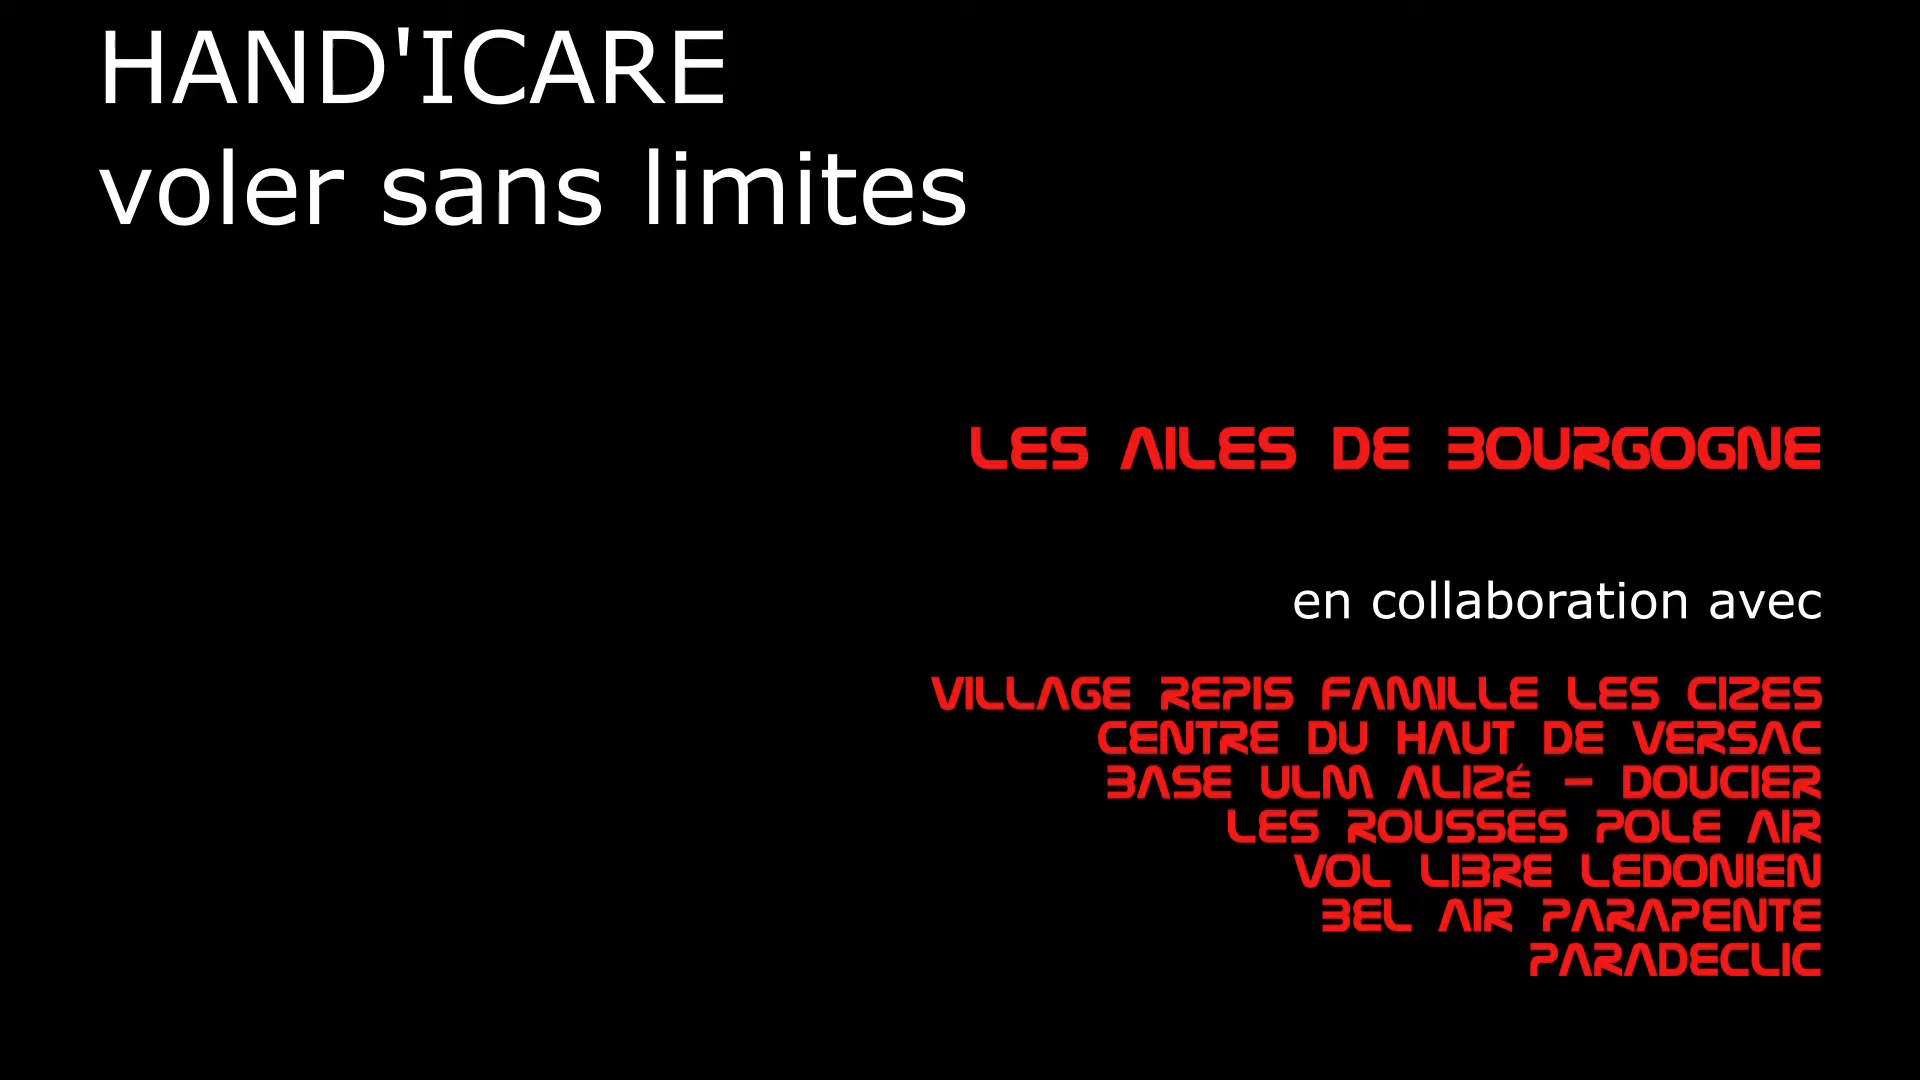 HAND'ICARE
voler sans limites
LES AILES DE BOURGOGNE
en collaboration avec
VILLAGE REPIS FAMILLE LES CIZES
CENTRE DU HAUT DE VERSAC
BASE ULM ALIZÉ - DOUCIER
LES ROUSSES POLE AIR
VOL LIBRE LEDONIEN
BEL AIR PARAPENTE
PARADECLIC